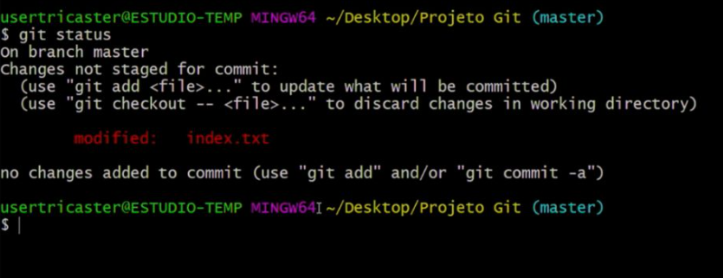 usertricaster@ESTUDIO-TEMP MINGW64 ~/Desktop/Projeto Git (master)
$ git status
On branch master
Changes not staged for commit:
  (use "git add <file>..." to update what will be committed)
  (use "git checkout -- <file>..." to discard changes in working directory)
        modified:   index.txt
no changes added to commit (use "git add" and/or "git commit -a")
usertricaster@ESTUDIO-TEMP MINGW64 ~/Desktop/Projeto Git (master)
$